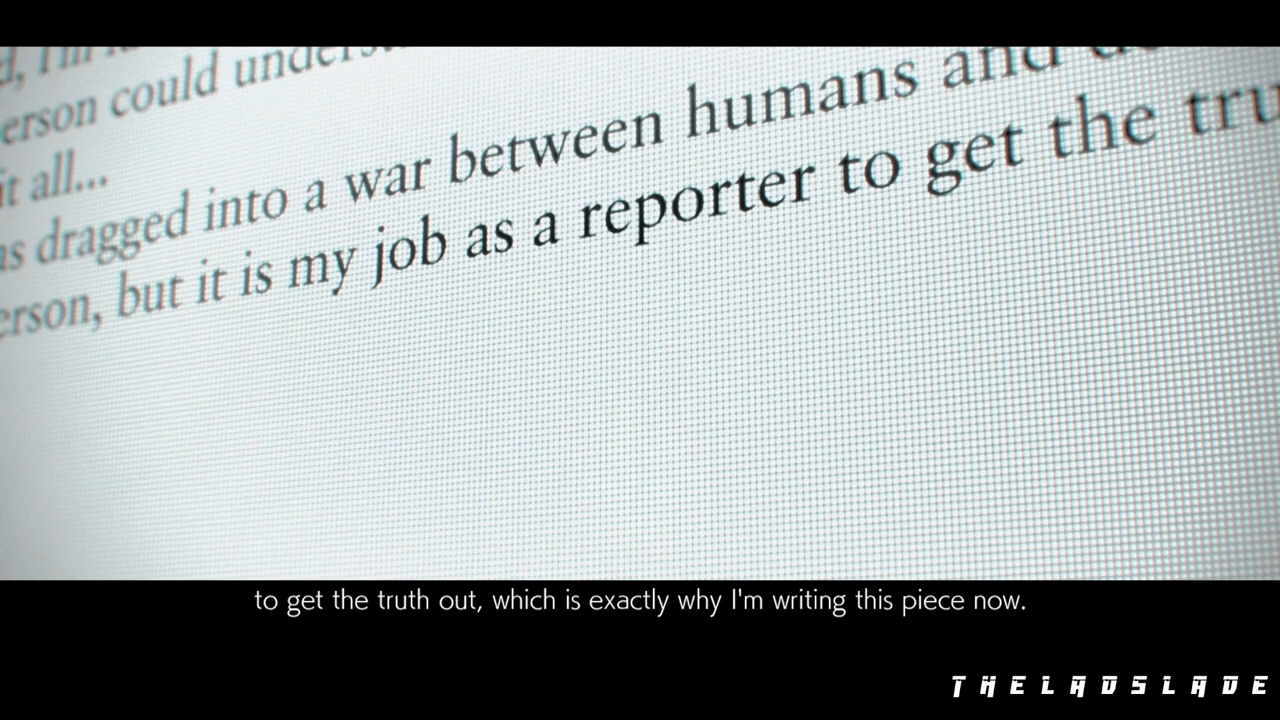 erson could
it all...
as dragged into a war between humans and
erson, but it is my job as a reporter to get the tru
to get the truth out, which is exactly why I'm writing this piece now.
THELADSLADE